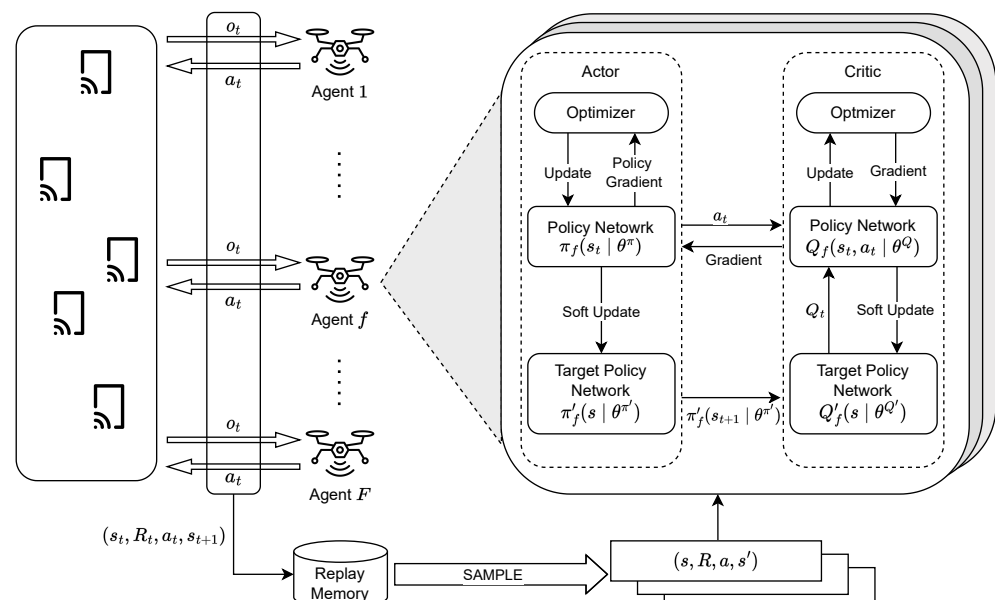 o_t
a_t
Agent 1
o_t
a_t
Agent f
o_t
a_t
Agent F
(s_t, R_t, a_t, s_{t+1})
Replay
Memory
SAMPLE
(s, R, a, s')
Actor
Optimizer
Update
Policy
Gradient
Policy Netowrk
π_f(s_t | θ^π)
Soft Update
Target Policy
Network
π'_f(s | θ^{π'})
a_t
Gradient
π'_f(s_{t+1} | θ^{π'})
Critic
Optmizer
Update
Gradient
Policy Network
Q_f(s_t, a_t | θ^Q)
Q_t
Soft Update
Target Policy
Network
Q'_f(s | θ^{Q'})